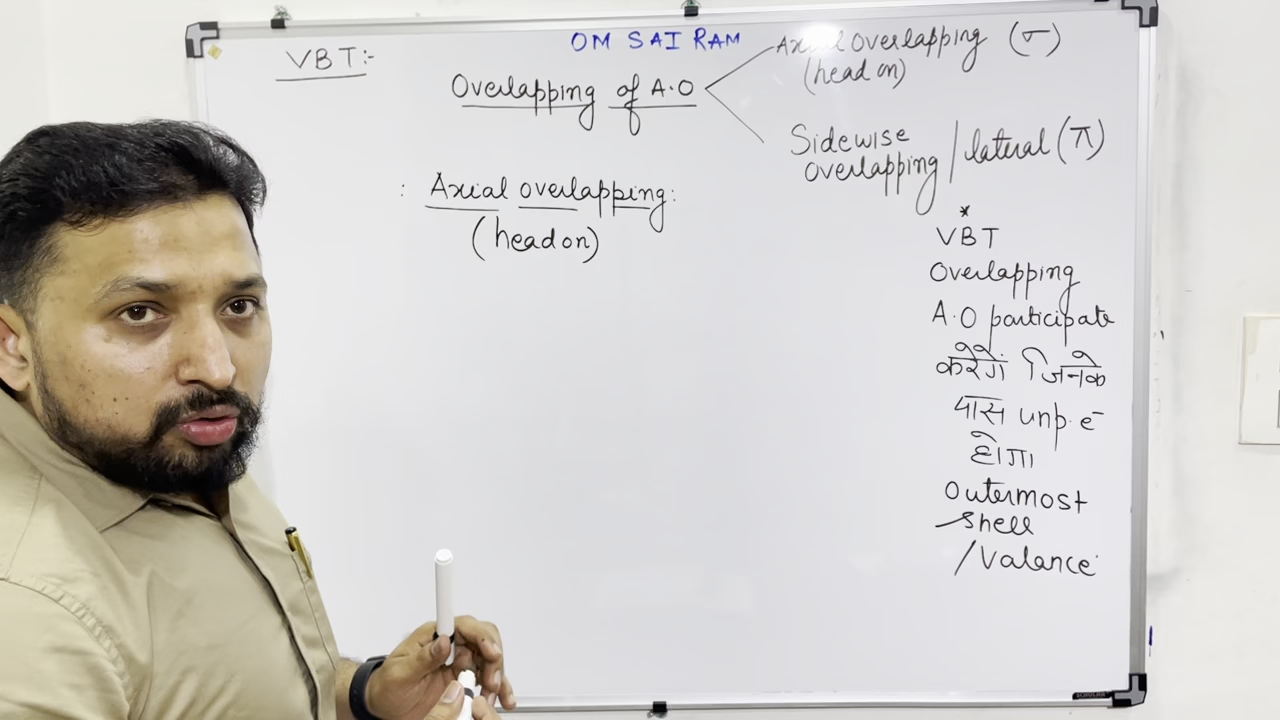 OM SAI RAM
VBT:-
Overlapping of A.O
Axial Overlapping (σ)
(head on)
Sidewise
Overlapping / lateral (π)
: Axial overlapping:
(head on)
*
VBT
Overlapping
A.O participate
करेगें जिनके
पास unp. e-
होगा
Outermost
shell
/Valance
SCHOLAR